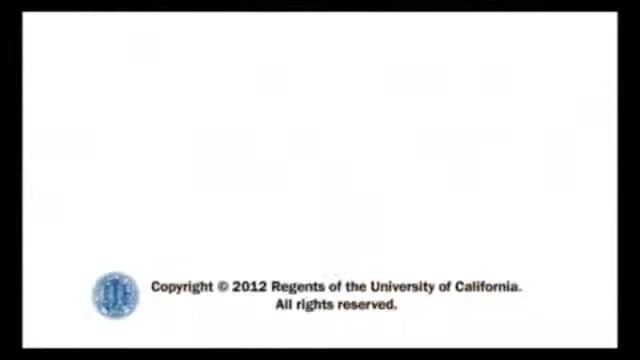 Copyright © 2012 Regents of the University of California.
All rights reserved.